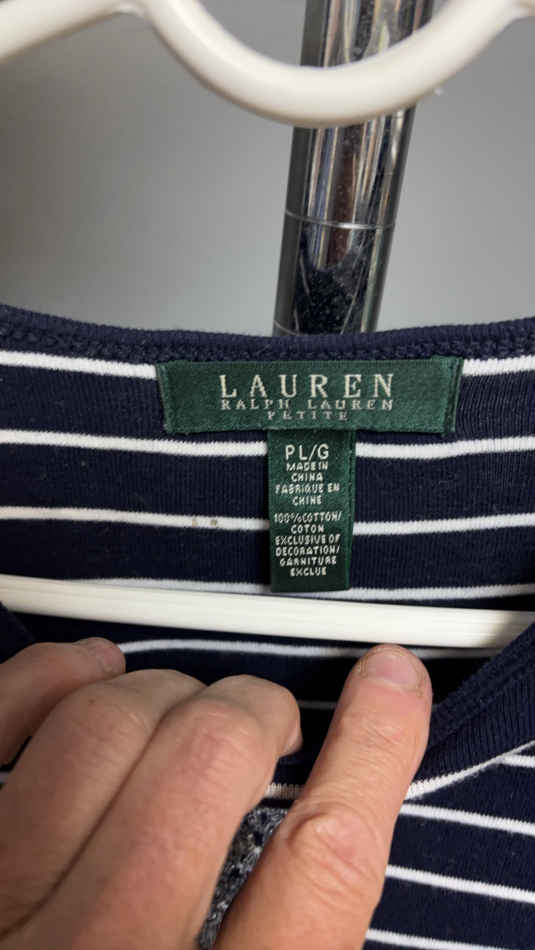 LAUREN
RALPH LAUREN
PETITE
PL/G
MADE IN
CHINA
FABRIQUE EN
CHINE
100% COTTON/
COTON
EXCLUSIVE OF
DECORATION/
GARNITURE
EXCLUE